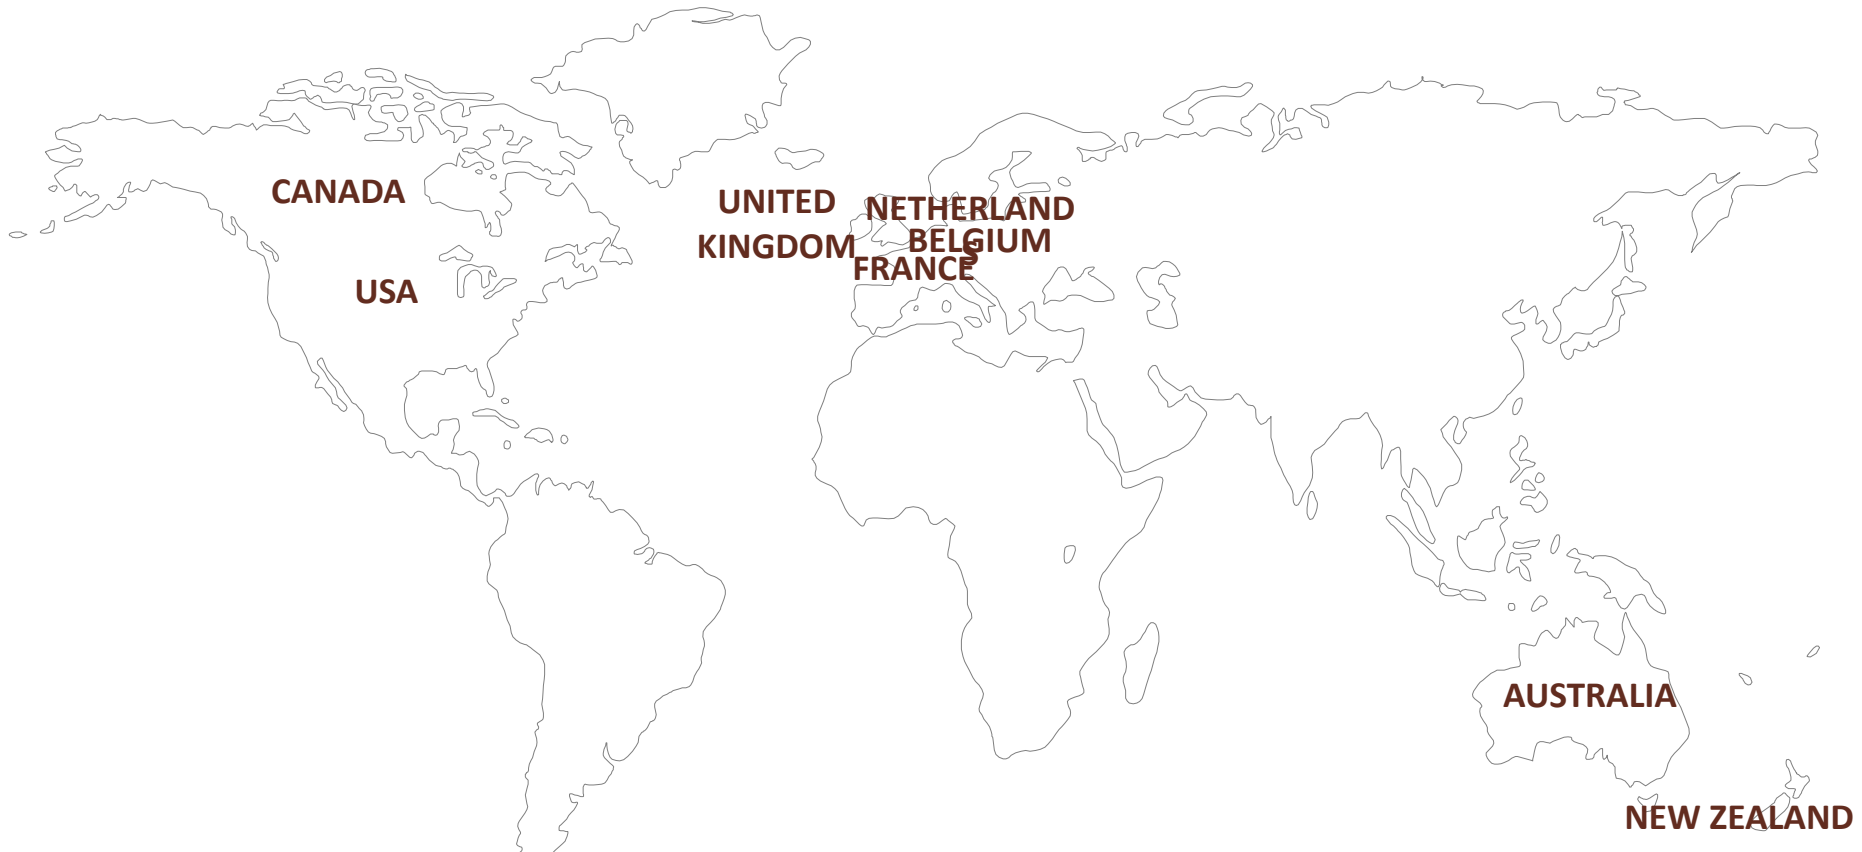 CANADA
USA
UNITED
KINGDOM
NETHERLAND
S
BELGIUM
FRANCE
AUSTRALIA
NEW ZEALAND